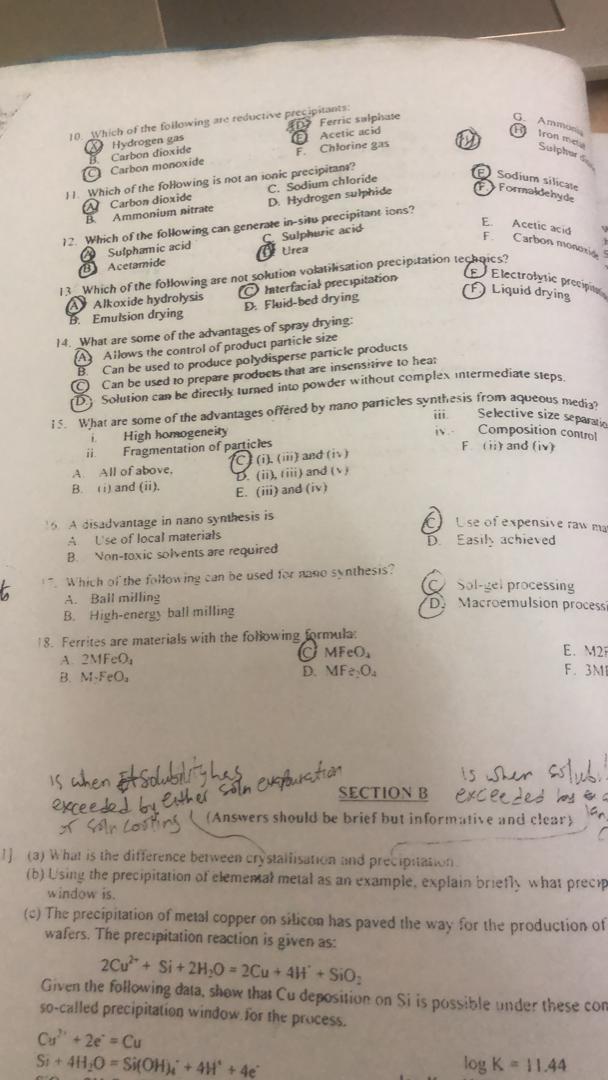 10. Which of the following are reductive precipitants:
A. Hydrogen gas
B. Carbon dioxide
C. Carbon monoxide
D. Ferric sulphate
E. Acetic acid
F. Chlorine gas
G. Ammonia
H. Iron metal
Sulphur
11. Which of the following is not an ionic precipitant?
A. Carbon dioxide
B. Ammonium nitrate
C. Sodium chloride
D. Hydrogen sulphide
E. Sodium silicate
F. Formaldehyde
12. Which of the following can generate in-situ precipitant ions?
A. Sulphamic acid
B. Acetamide
C. Sulphuric acid
D. Urea
E. Acetic acid
F. Carbon monoxide
13. Which of the following are not solution volatilisation precipitation technqics?
A. Alkoxide hydrolysis
B. Emulsion drying
C. Interfacial precipitation
D. Fluid-bed drying
E. Electrolytic
F. Liquid drying
14. What are some of the advantages of spray drying:
A. Allows the control of product particle size
B. Can be used to produce polydisperse particle products
C. Can be used to prepare products that are insensitive to heat
D. Solution can be directly turned into powder without complex intermediate steps.
15. What are some of the advantages offered by nano particles synthesis from aqueous media?
i. High homogeneity
ii. Fragmentation of particles
iii. Selective size
iv. Composition control
A. All of above.
B. (i) and (ii).
C. (i), (iii) and (iv)
D. (ii), (iii) and (v)
E. (iii) and (iv)
F. (ii) and (iv)
16. A disadvantage in nano synthesis is
A. Use of local materials
B. Non-toxic solvents are required
C. Use of expensive raw
D. Easily achieved
17. Which of the following can be used for nano synthesis?
A. Ball milling
B. High-energy ball milling
C. Sol-gel processing
D. Macroemulsion
18. Ferrites are materials with the following formula:
A. 2MFeO₄
B. M₂FeO₄
C. MFeO₄
D. MFe₂O₄
E.
F.
is when solubility has
exceeded by either soln evaporation
or soln cooling
is when
exceeded
SECTION B
(Answers should be brief but informative and clear)
1] (a) What is the difference between crystallisation and precipitation.
(b) Using the precipitation of elemental metal as an example, explain briefly what
window is.
(c) The precipitation of metal copper on silicon has paved the way for the production of
wafers. The precipitation reaction is given as:
2Cu²⁺ + Si + 2H₂O = 2Cu + 4H⁺ + SiO₂
Given the following data, show that Cu deposition on Si is possible under these
so-called precipitation window for the process.
Cu²⁺ + 2e⁻ = Cu
Si + 4H₂O = Si(OH)₄ + 4H⁺ + 4e⁻
log K = 11.44